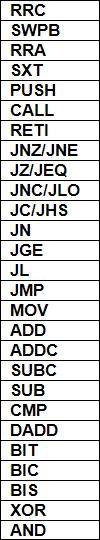 RRC
SWPB
RRA
SXT
PUSH
CALL
RETI
JNZ/JNE
JZ/JEQ
JNC/JLO
JC/JHS
JN
JGE
JL
JMP
MOV
ADD
ADDC
SUBC
SUB
CMP
DADD
BIT
BIC
BIS
XOR
AND